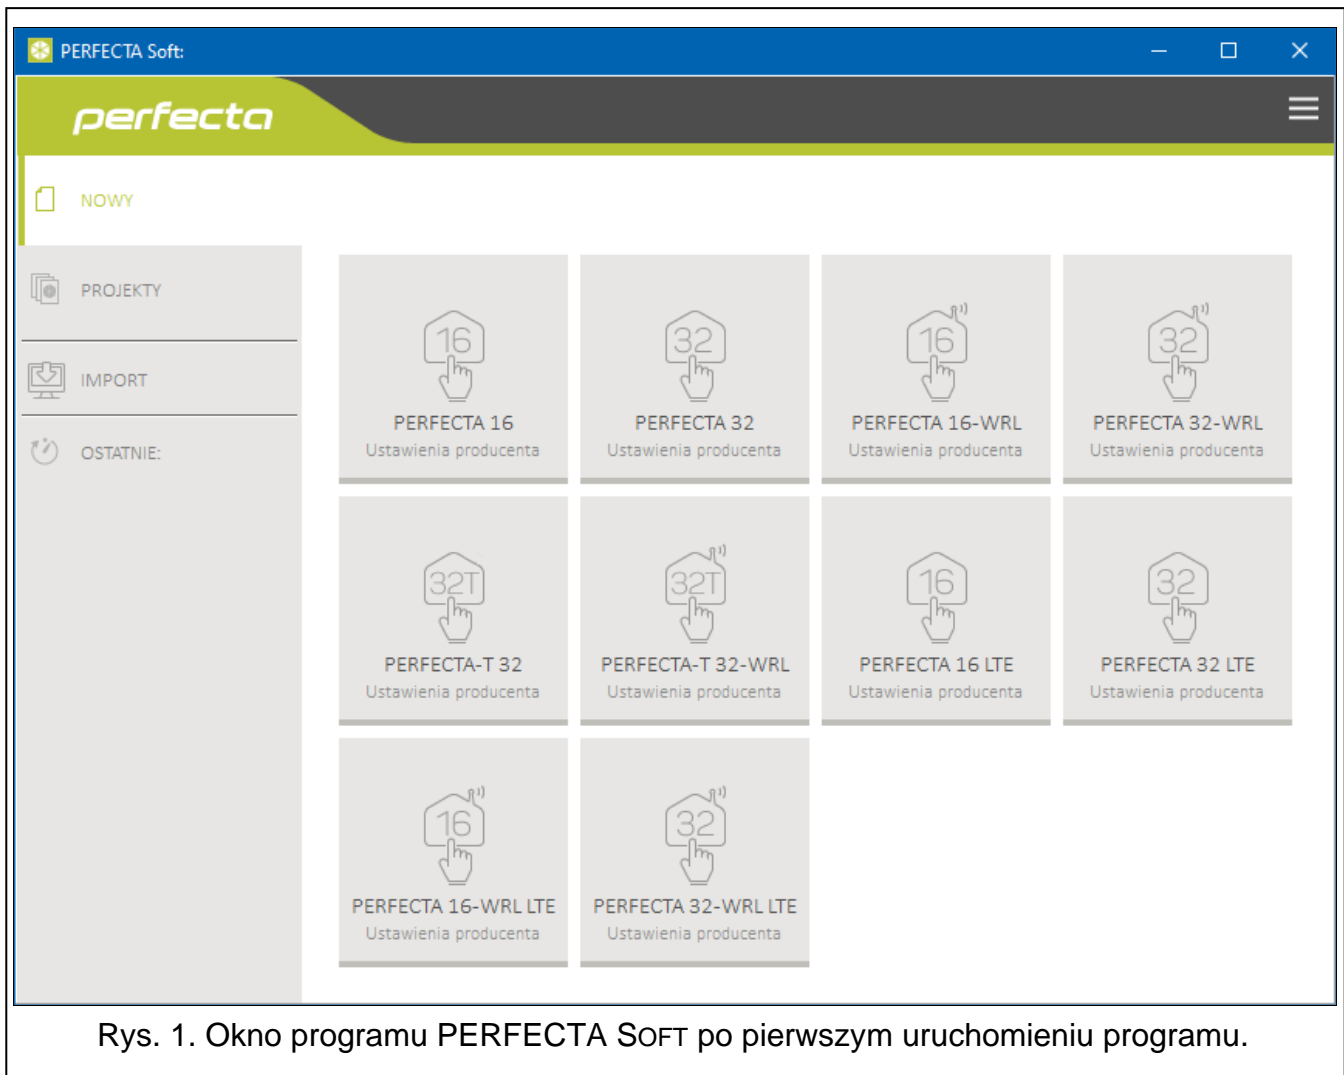 PERFECTA Soft:
perfecta
NOWY
PROJEKTY
IMPORT
OSTATNIE:
16
PERFECTA 16
Ustawienia producenta
32
PERFECTA 32
Ustawienia producenta
16
PERFECTA 16-WRL
Ustawienia producenta
32
PERFECTA 32-WRL
Ustawienia producenta
32T
PERFECTA-T 32
Ustawienia producenta
32T
PERFECTA-T 32-WRL
Ustawienia producenta
16
PERFECTA 16 LTE
Ustawienia producenta
32
PERFECTA 32 LTE
Ustawienia producenta
16
PERFECTA 16-WRL LTE
Ustawienia producenta
32
PERFECTA 32-WRL LTE
Ustawienia producenta
Rys. 1. Okno programu PERFECTA SOFT po pierwszym uruchomieniu programu.